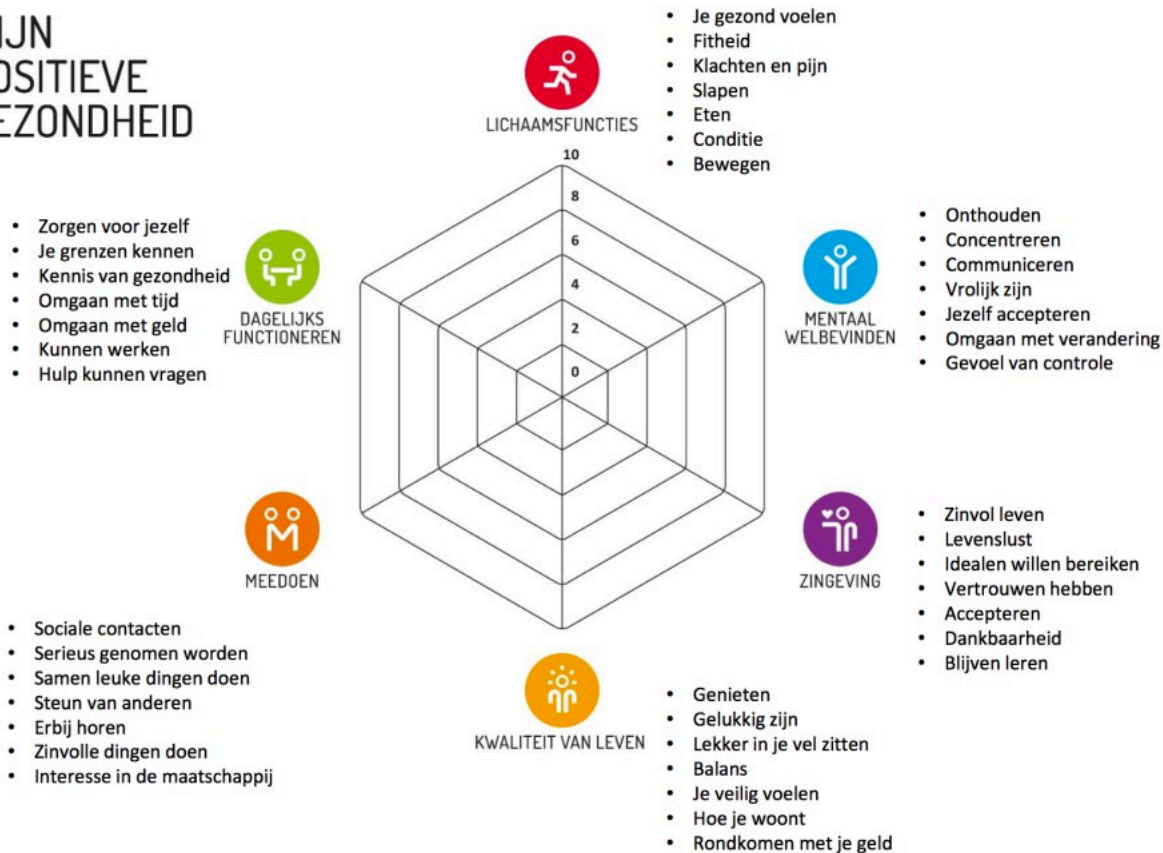 IJN
OSITIEVE
EZONDHEID
LICHAAMSFUNCTIES
• Je gezond voelen
• Fitheid
• Klachten en pijn
• Slapen
• Eten
• Conditie
• Bewegen
10
8
6
4
2
0
• Zorgen voor jezelf
• Je grenzen kennen
• Kennis van gezondheid
• Omgaan met tijd
• Omgaan met geld
• Kunnen werken
• Hulp kunnen vragen
DAGELIJKS
FUNCTIONEREN
MENTAAL
WELBEVINDEN
• Onthouden
• Concentreren
• Communiceren
• Vrolijk zijn
• Jezelf accepteren
• Omgaan met verandering
• Gevoel van controle
MEEDOEN
• Sociale contacten
• Serieus genomen worden
• Samen leuke dingen doen
• Steun van anderen
• Erbij horen
• Zinvolle dingen doen
• Interesse in de maatschappij
ZINGEVING
• Zinvol leven
• Levenslust
• Idealen willen bereiken
• Vertrouwen hebben
• Accepteren
• Dankbaarheid
• Blijven leren
KWALITEIT VAN LEVEN
• Genieten
• Gelukkig zijn
• Lekker in je vel zitten
• Balans
• Je veilig voelen
• Hoe je woont
• Rondkomen met je geld